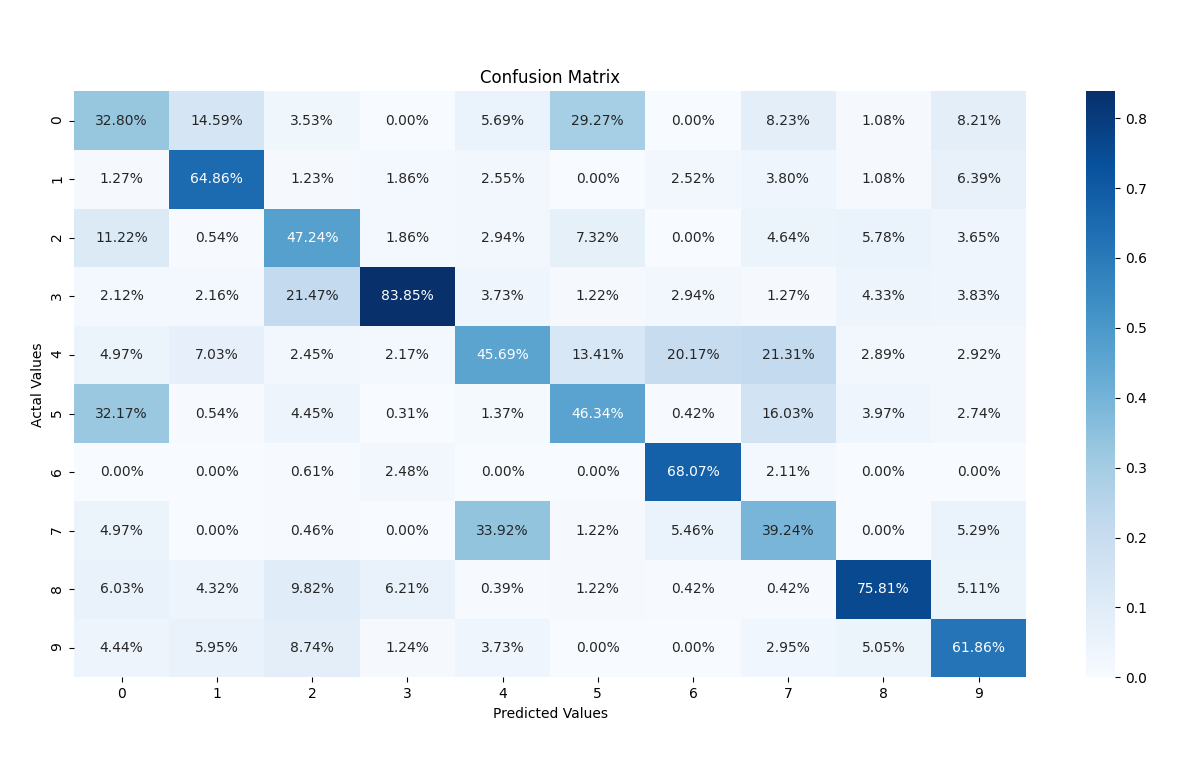 Confusion Matrix
0 32.80% 14.59% 3.53% 0.00% 5.69% 29.27% 0.00% 8.23% 1.08% 8.21%
1 1.27% 64.86% 1.23% 1.86% 2.55% 0.00% 2.52% 3.80% 1.08% 6.39%
2 11.22% 0.54% 47.24% 1.86% 2.94% 7.32% 0.00% 4.64% 5.78% 3.65%
3 2.12% 2.16% 21.47% 83.85% 3.73% 1.22% 2.94% 1.27% 4.33% 3.83%
4 4.97% 7.03% 2.45% 2.17% 45.69% 13.41% 20.17% 21.31% 2.89% 2.92%
5 32.17% 0.54% 4.45% 0.31% 1.37% 46.34% 0.42% 16.03% 3.97% 2.74%
6 0.00% 0.00% 0.61% 2.48% 0.00% 0.00% 68.07% 2.11% 0.00% 0.00%
7 4.97% 0.00% 0.46% 0.00% 33.92% 1.22% 5.46% 39.24% 0.00% 5.29%
8 6.03% 4.32% 9.82% 6.21% 0.39% 1.22% 0.42% 0.42% 75.81% 5.11%
9 4.44% 5.95% 8.74% 1.24% 3.73% 0.00% 0.00% 2.95% 5.05% 61.86%
0 1 2 3 4 5 6 7 8 9
Predicted Values
Actal Values
0.8
0.7
0.6
0.5
0.4
0.3
0.2
0.1
0.0